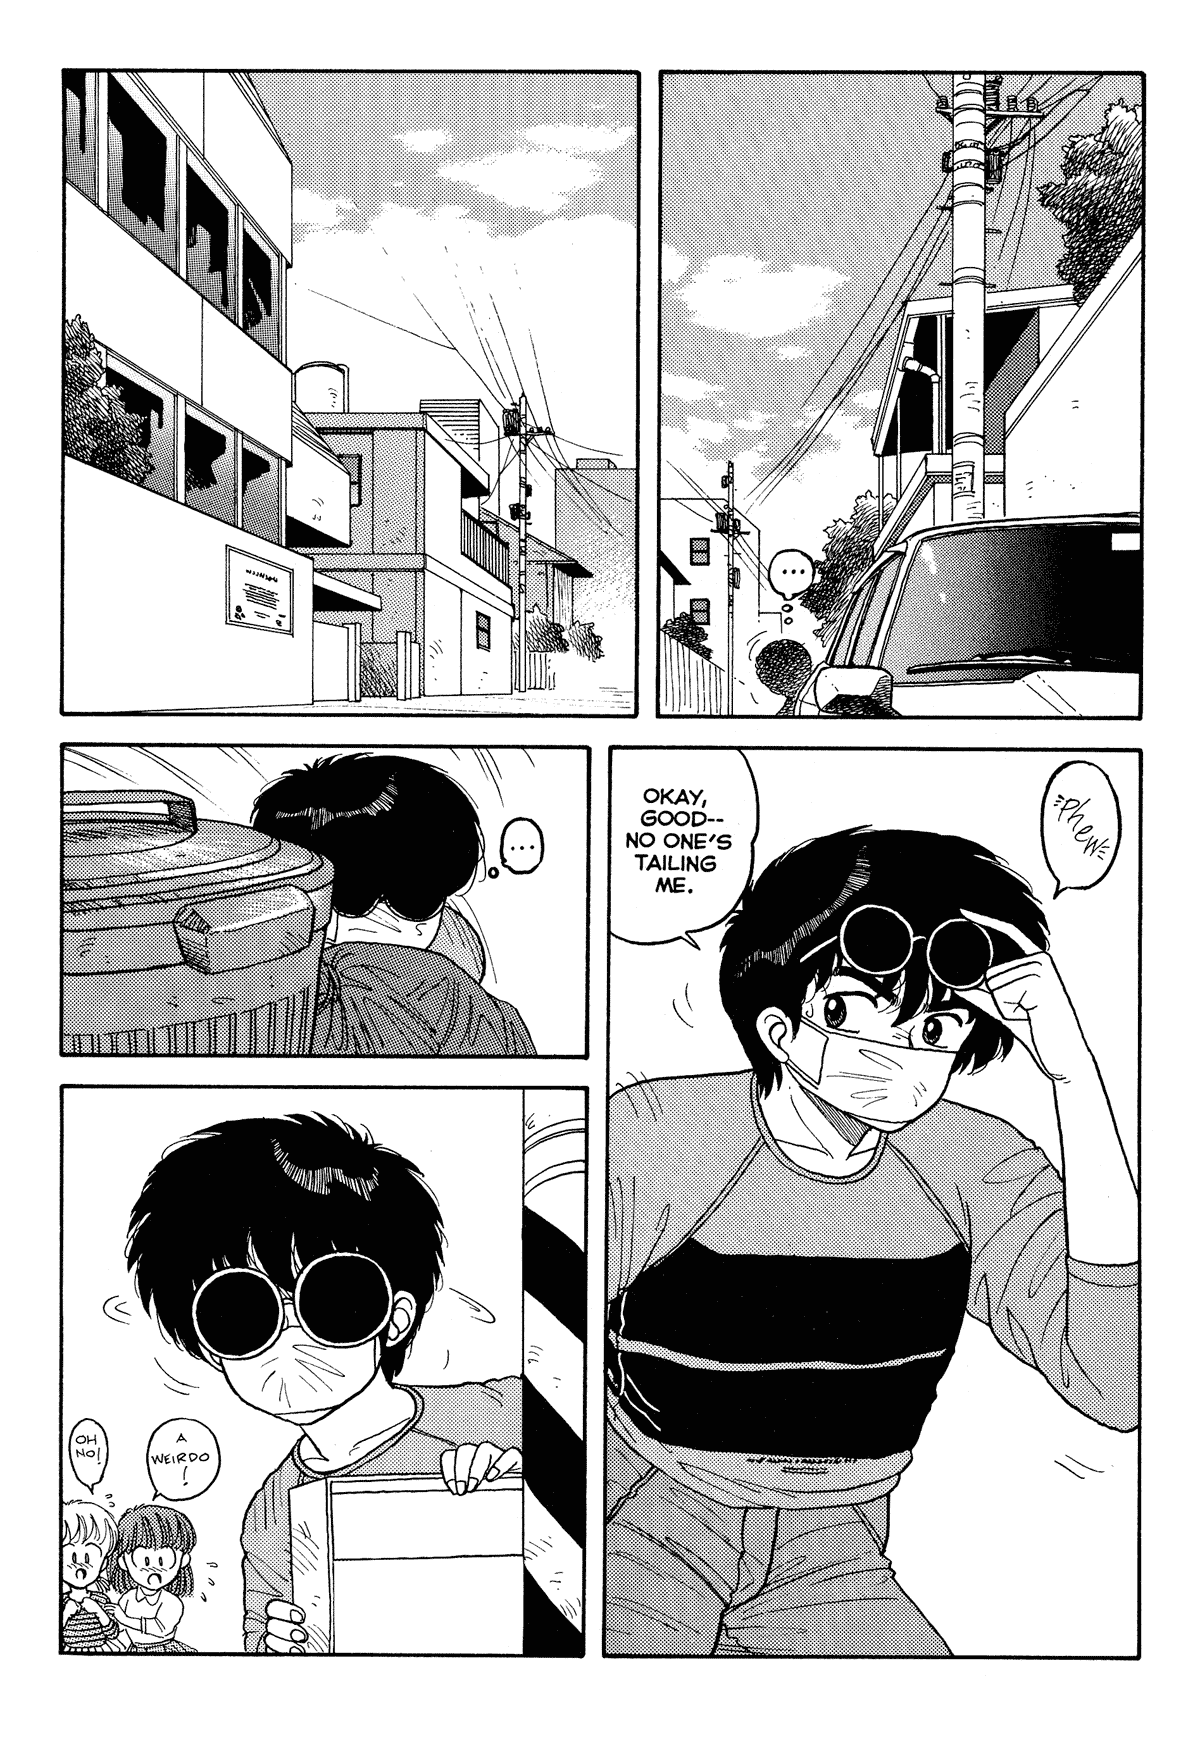 ...
...
OKAY,
GOOD--
NO ONE'S
TAILING
ME.
Phew
OH
NO!
A
WEIRDO
!